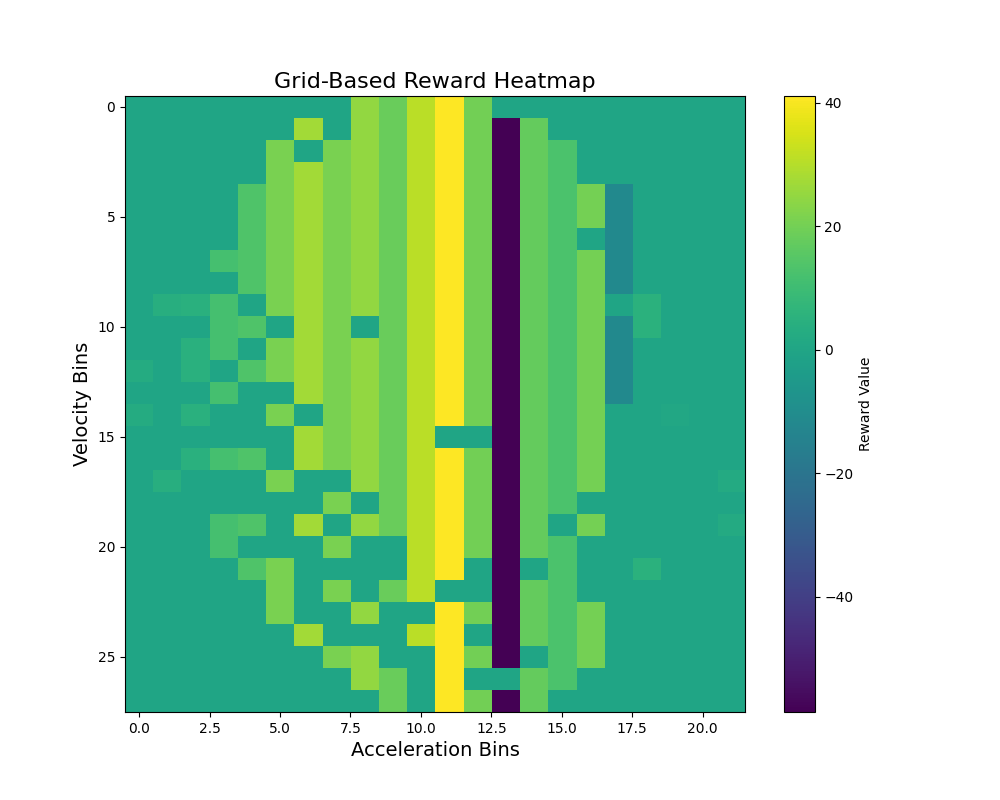 Grid-Based Reward Heatmap
0
5
10
15
20
25
Velocity Bins
0.0 2.5 5.0 7.5 10.0 12.5 15.0 17.5 20.0
Acceleration Bins
40
20
0
−20
−40
Reward Value